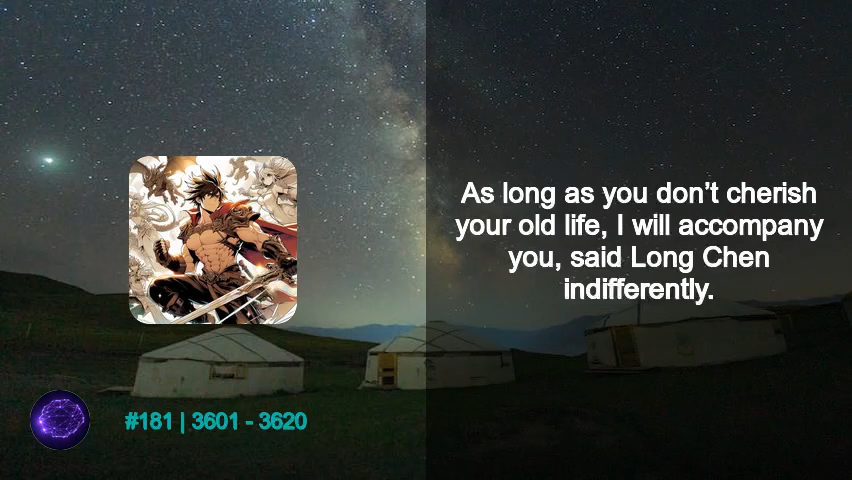 As long as you don’t cherish
your old life, I will accompany
you, said Long Chen
indifferently.
#181 | 3601 - 3620